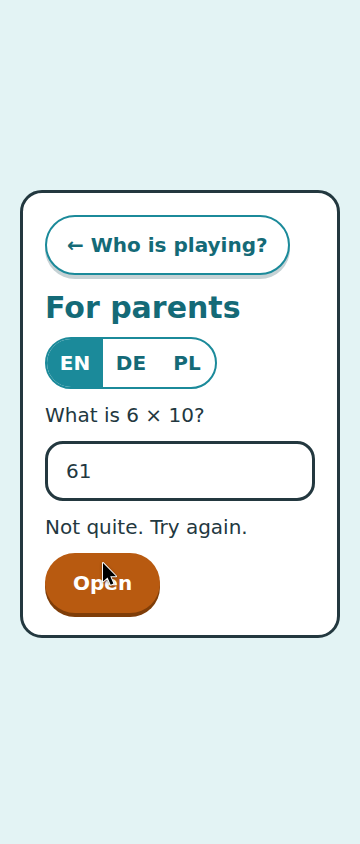 ← Who is playing?
For parents
EN DE PL
What is 6 × 10?
61
Not quite. Try again.
Open